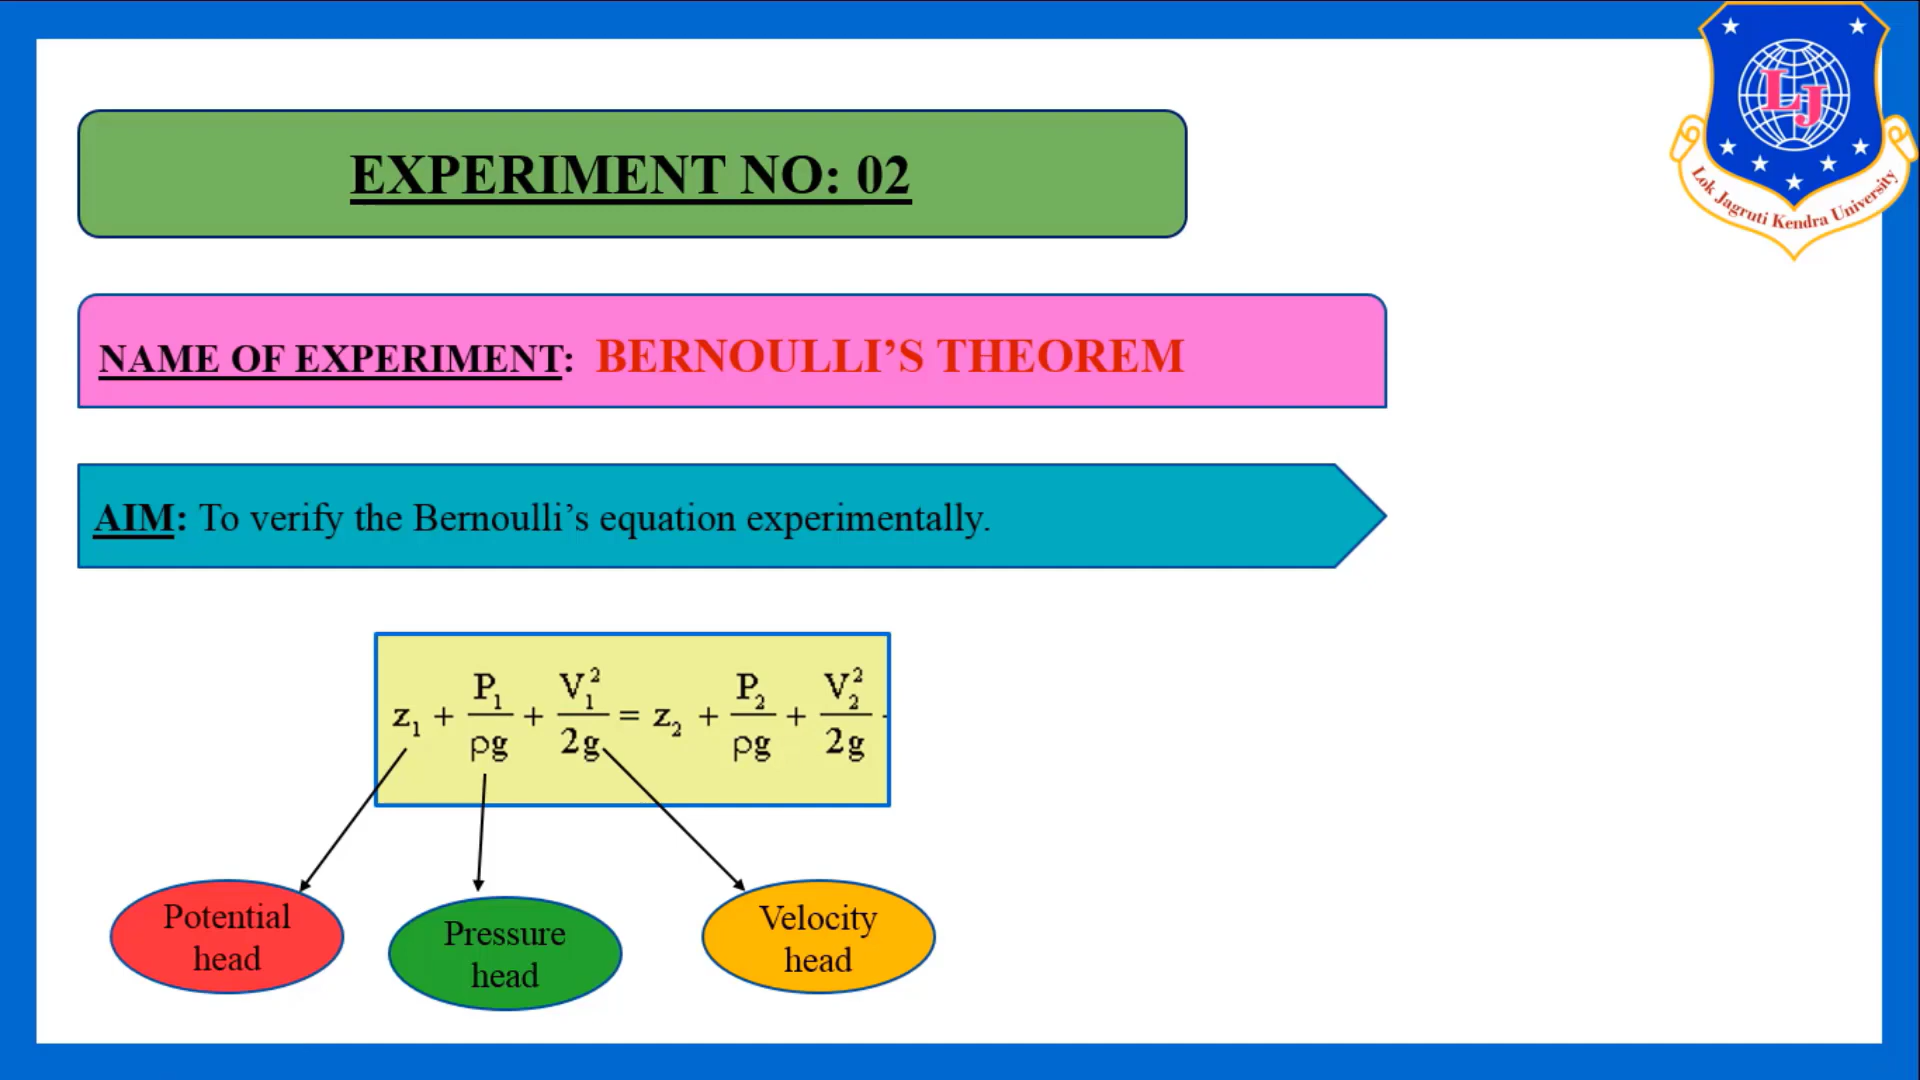 LJ
Lok Jagruti Kendra University
EXPERIMENT NO: 02
NAME OF EXPERIMENT: BERNOULLI’S THEOREM
AIM: To verify the Bernoulli’s equation experimentally.
z₁ + P₁/ρg + V₁²/2g = z₂ + P₂/ρg + V₂²/2g
Potential
head
Pressure
head
Velocity
head